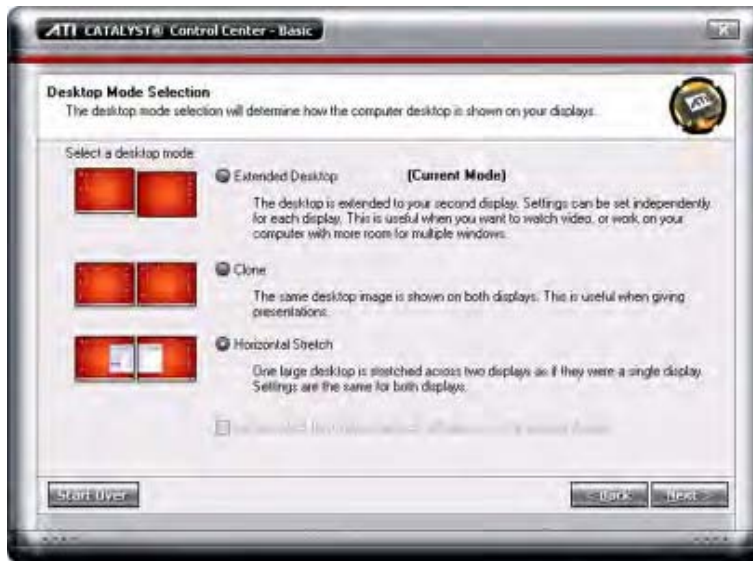 ATI CATALYST® Control Center - Basic
Desktop Mode Selection
The desktop mode selection will determine how the computer desktop is shown on your displays.
ATI
Select a desktop mode:
Extended Desktop (Current Mode)
The desktop is extended to your second display. Settings can be set independently
for each display. This is useful when you want to watch video, or work on your
computer with more room for multiple windows.
Clone
The same desktop image is shown on both displays. This is useful when giving
presentations.
Horizontal Stretch
One large desktop is stretched across two displays as if they were a single display.
Settings are the same for both displays.
Start Over
< Back Next >